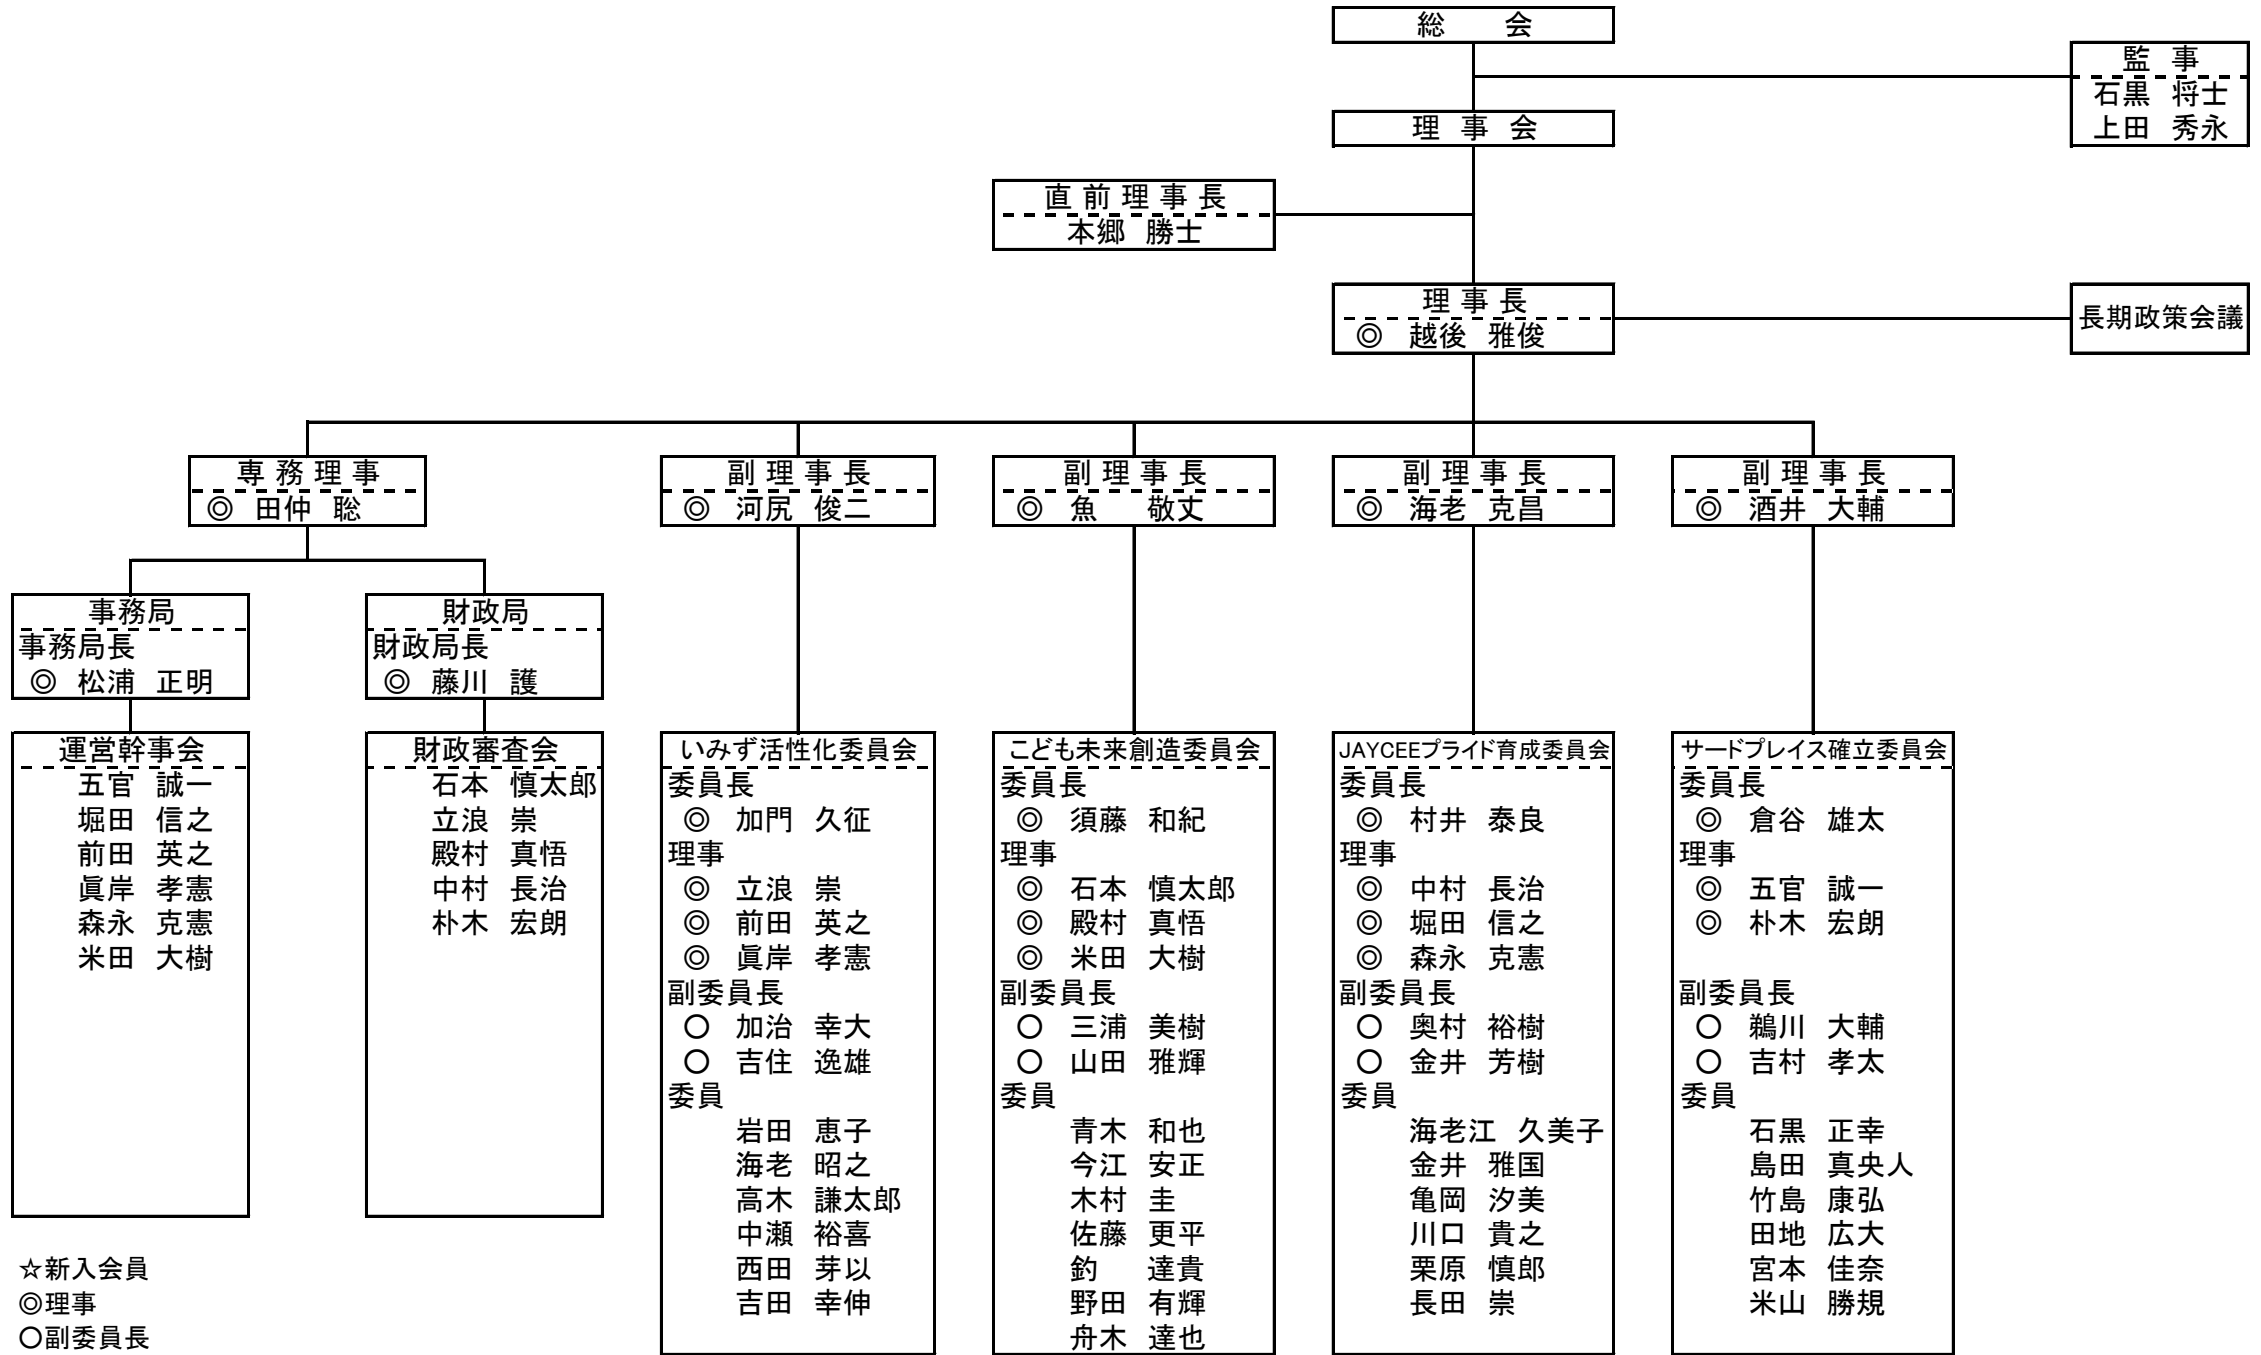 総　会
監 事
石黒 将士
上田 秀永
理 事 会
直 前 理 事 長
本郷 勝士
理 事 長
◎ 越後 雅俊
長期政策会議
専 務 理 事
◎ 田仲 聡
副 理 事 長
◎ 河尻 俊二
副 理 事 長
◎ 魚　敬丈
副 理 事 長
◎ 海老 克昌
副 理 事 長
◎ 酒井 大輔
事務局
事務局長
◎ 松浦 正明
財政局
財政局長
◎ 藤川 護
運営幹事会
五官 誠一
堀田 信之
前田 英之
眞岸 孝憲
森永 克憲
米田 大樹
財政審査会
石本 慎太郎
立浪 崇
殿村 真悟
中村 長治
朴木 宏朗
いみず活性化委員会
委員長
◎ 加門 久征
理事
◎ 立浪 崇
◎ 前田 英之
◎ 眞岸 孝憲
副委員長
○ 加治 幸大
○ 吉住 逸雄
委員
岩田 恵子
海老 昭之
高木 謙太郎
中瀬 裕喜
西田 芽以
吉田 幸伸
こども未来創造委員会
委員長
◎ 須藤 和紀
理事
◎ 石本 慎太郎
◎ 殿村 真悟
◎ 米田 大樹
副委員長
○ 三浦 美樹
○ 山田 雅輝
委員
青木 和也
今江 安正
木村 圭
佐藤 更平
釣　達貴
野田 有輝
舟木 達也
JAYCEEプライド育成委員会
委員長
◎ 村井 泰良
理事
◎ 中村 長治
◎ 堀田 信之
◎ 森永 克憲
副委員長
○ 奥村 裕樹
○ 金井 芳樹
委員
海老江 久美子
金井 雅国
亀岡 汐美
川口 貴之
栗原 慎郎
長田 崇
サードプレイス確立委員会
委員長
◎ 倉谷 雄太
理事
◎ 五官 誠一
◎ 朴木 宏朗
副委員長
○ 鵜川 大輔
○ 吉村 孝太
委員
石黒 正幸
島田 真央人
竹島 康弘
田地 広大
宮本 佳奈
米山 勝規
☆新入会員
◎理事
○副委員長